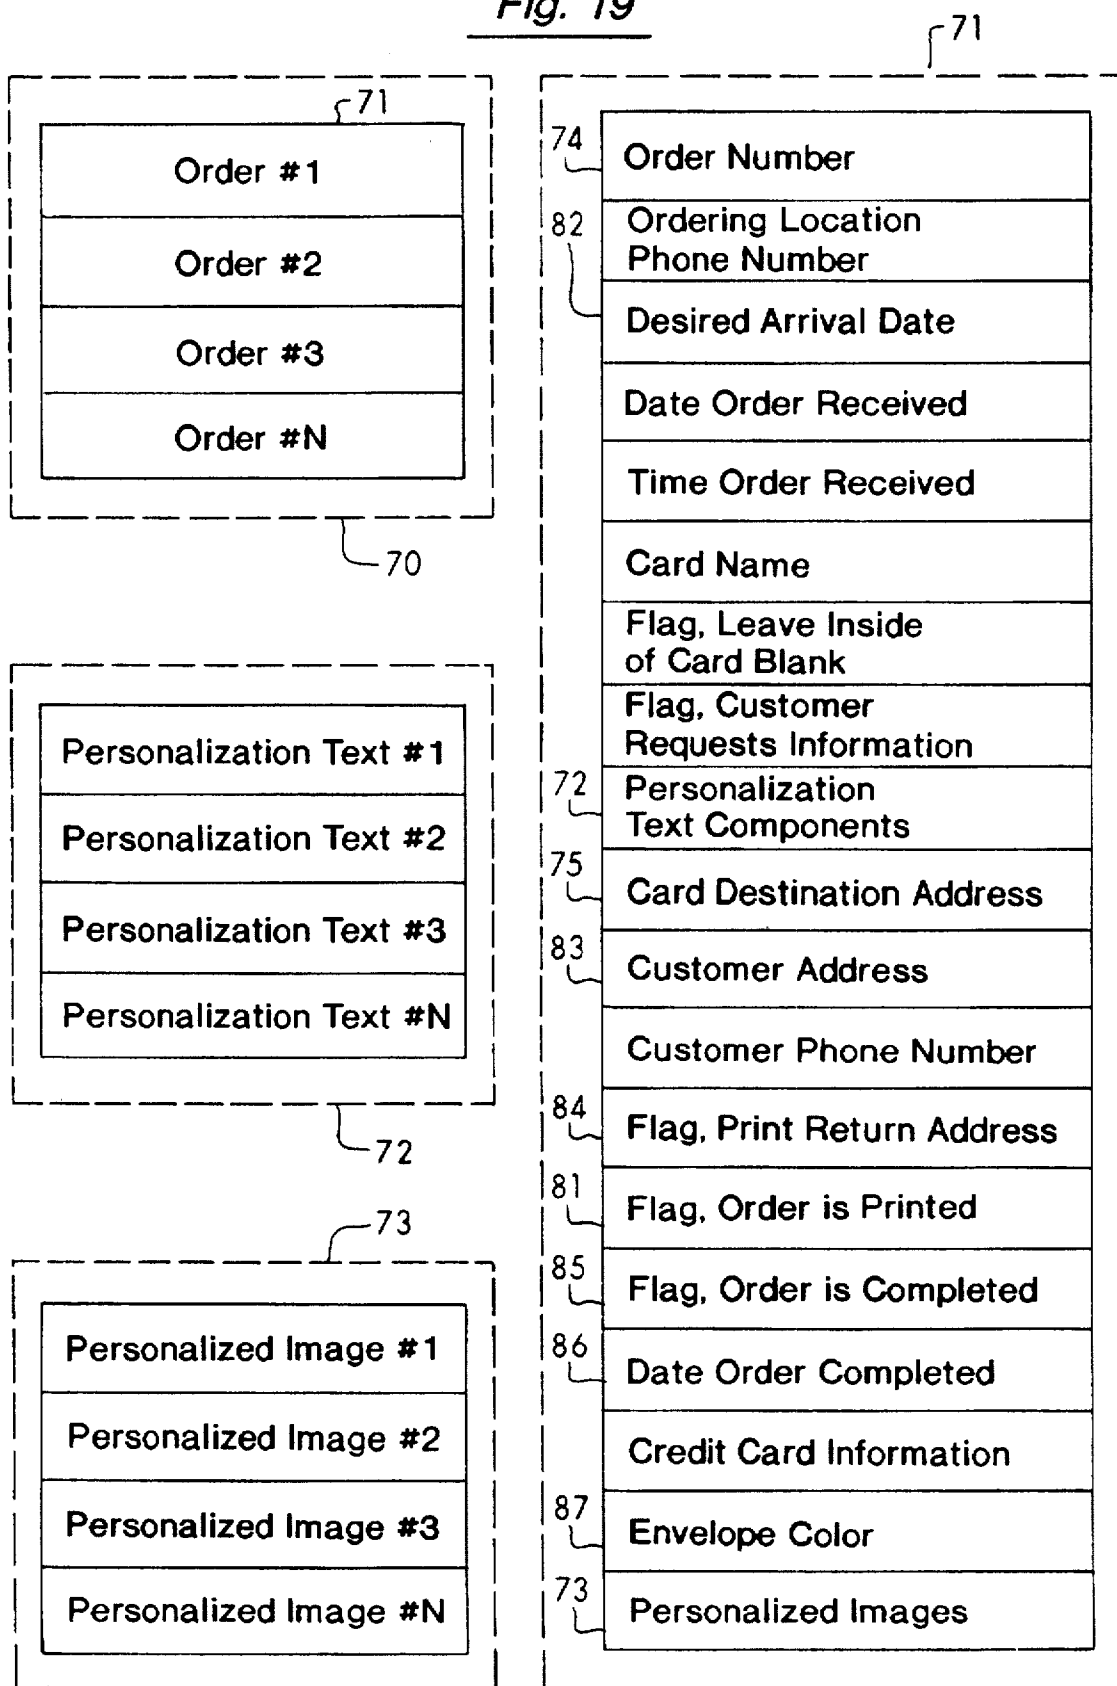 Fig. 19
71
Order #1
Order #2
Order #3
Order #N
70
Personalization Text #1
Personalization Text #2
Personalization Text #3
Personalization Text #N
72
73
Personalized Image #1
Personalized Image #2
Personalized Image #3
Personalized Image #N
71
74
Order Number
Ordering Location
Phone Number
82
Desired Arrival Date
Date Order Received
Time Order Received
Card Name
Flag, Leave Inside
of Card Blank
Flag, Customer
Requests Information
72
Personalization
Text Components
75
Card Destination Address
83
Customer Address
Customer Phone Number
84
Flag, Print Return Address
81
Flag, Order is Printed
85
Flag, Order is Completed
86
Date Order Completed
Credit Card Information
87
Envelope Color
73
Personalized Images